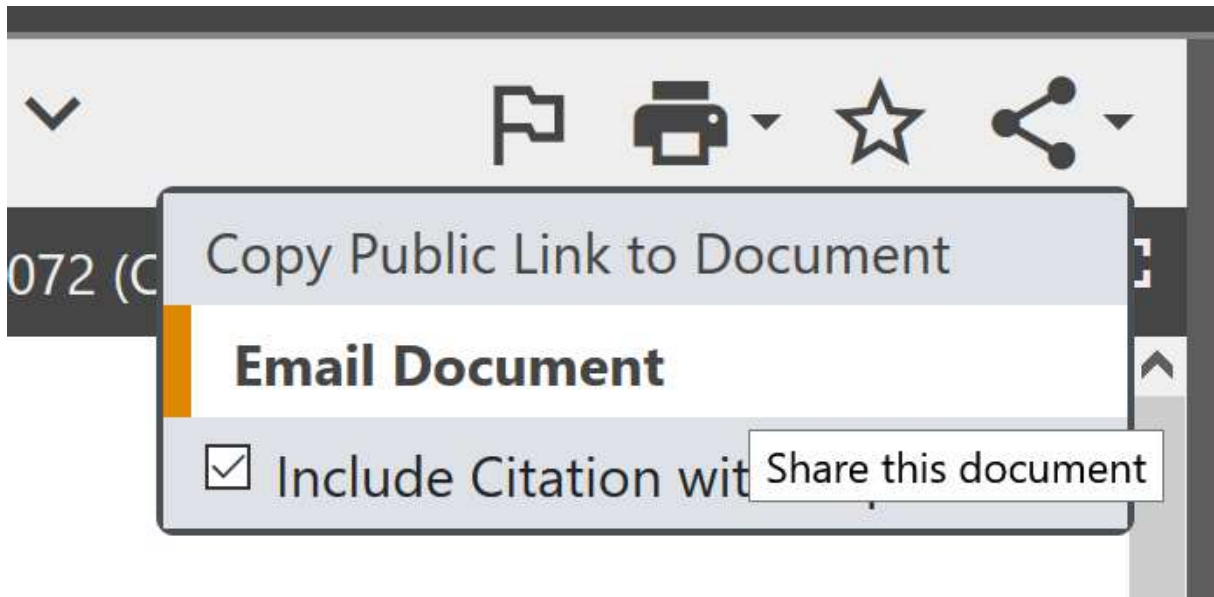 072 (C
Copy Public Link to Document
Email Document
Include Citation wit
Share this document